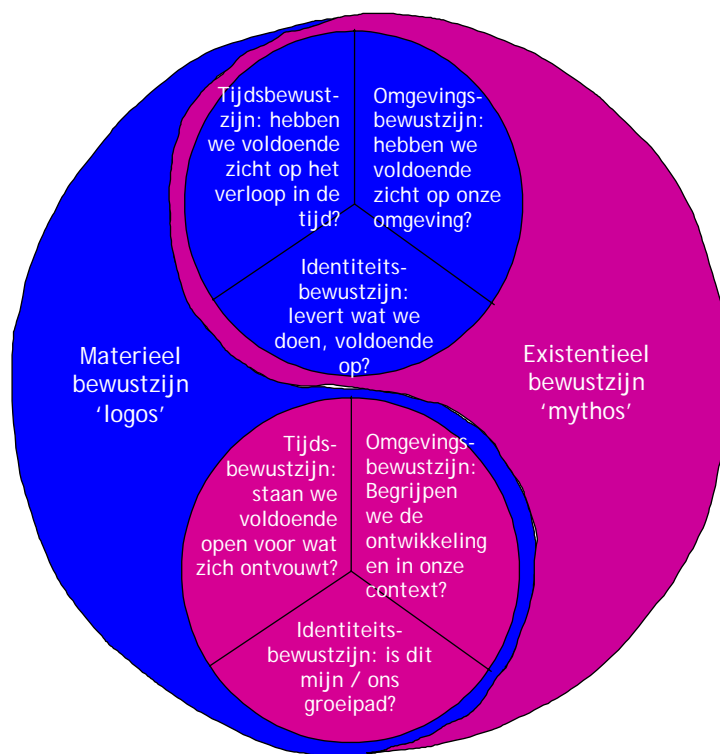 Tijdsbewust-
zijn: hebben
we voldoende
zicht op het
verloop in de
tijd?
Omgevings-
bewustzijn:
hebben we
voldoende
zicht op onze
omgeving?
Identiteits-
bewustzijn:
levert wat we
doen, voldoende
op?
Materieel
bewustzijn
‘logos’
Existentieel
bewustzijn
‘mythos’
Tijds-
bewustzijn:
staan we
voldoende
open voor wat
zich ontvouwt?
Omgevings-
bewustzijn:
Begrijpen
we de
ontwikkeling
en in onze
context?
Identiteits-
bewustzijn: is dit
mijn / ons
groeipad?